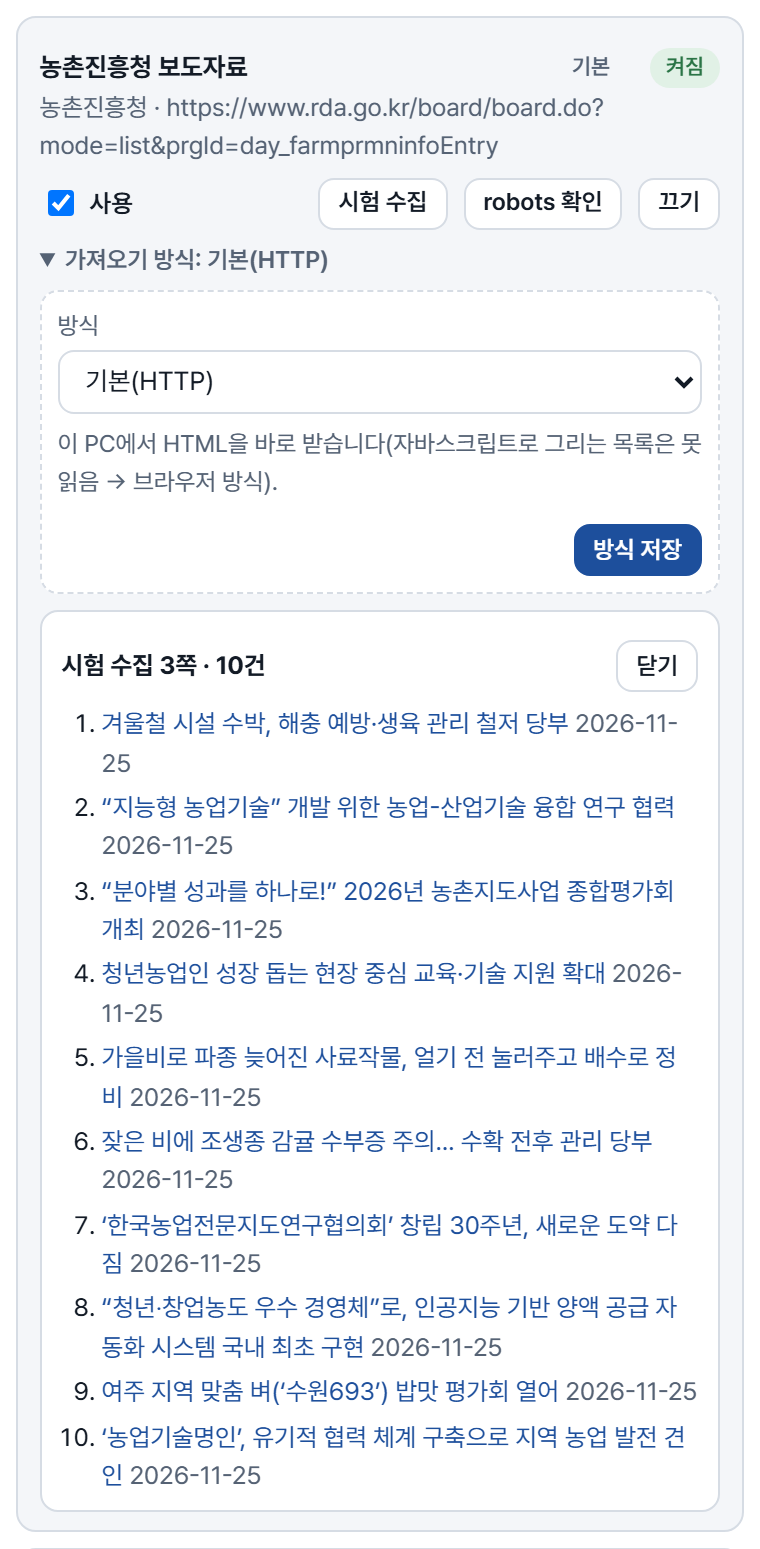 농촌진흥청 보도자료 기본 켜짐
농촌진흥청 · https://www.rda.go.kr/board/board.do?
mode=list&prgId=day_farmprmninfoEntry
사용 시험 수집 robots 확인 끄기
▼ 가져오기 방식: 기본(HTTP)
방식
기본(HTTP)
이 PC에서 HTML을 바로 받습니다(자바스크립트로 그리는 목록은 못
읽음 → 브라우저 방식).
방식 저장
시험 수집 3쪽 · 10건 닫기
1. 겨울철 시설 수박, 해충 예방·생육 관리 철저 당부 2026-11-
25
2. “지능형 농업기술” 개발 위한 농업-산업기술 융합 연구 협력
2026-11-25
3. “분야별 성과를 하나로!” 2026년 농촌지도사업 종합평가회
개최 2026-11-25
4. 청년농업인 성장 돕는 현장 중심 교육·기술 지원 확대 2026-
11-25
5. 가을비로 파종 늦어진 사료작물, 얼기 전 눌러주고 배수로 정
비 2026-11-25
6. 잦은 비에 조생종 감귤 수부증 주의... 수확 전후 관리 당부
2026-11-25
7. ‘한국농업전문지도연구협의회’ 창립 30주년, 새로운 도약 다
짐 2026-11-25
8. “청년·창업농도 우수 경영체”로, 인공지능 기반 양액 공급 자
동화 시스템 국내 최초 구현 2026-11-25
9. 여주 지역 맞춤 벼(‘수원693’) 밥맛 평가회 열어 2026-11-25
10. ‘농업기술명인’, 유기적 협력 체계 구축으로 지역 농업 발전 견
인 2026-11-25